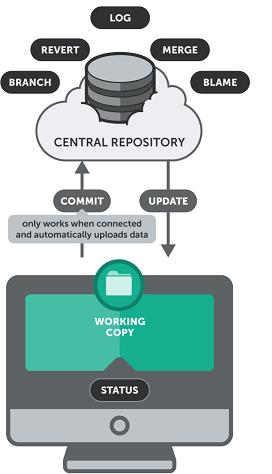 LOG
REVERT
MERGE
BRANCH
BLAME
CENTRAL REPOSITORY
COMMIT
UPDATE
only works when connected
and automatically uploads data
WORKING
COPY
STATUS